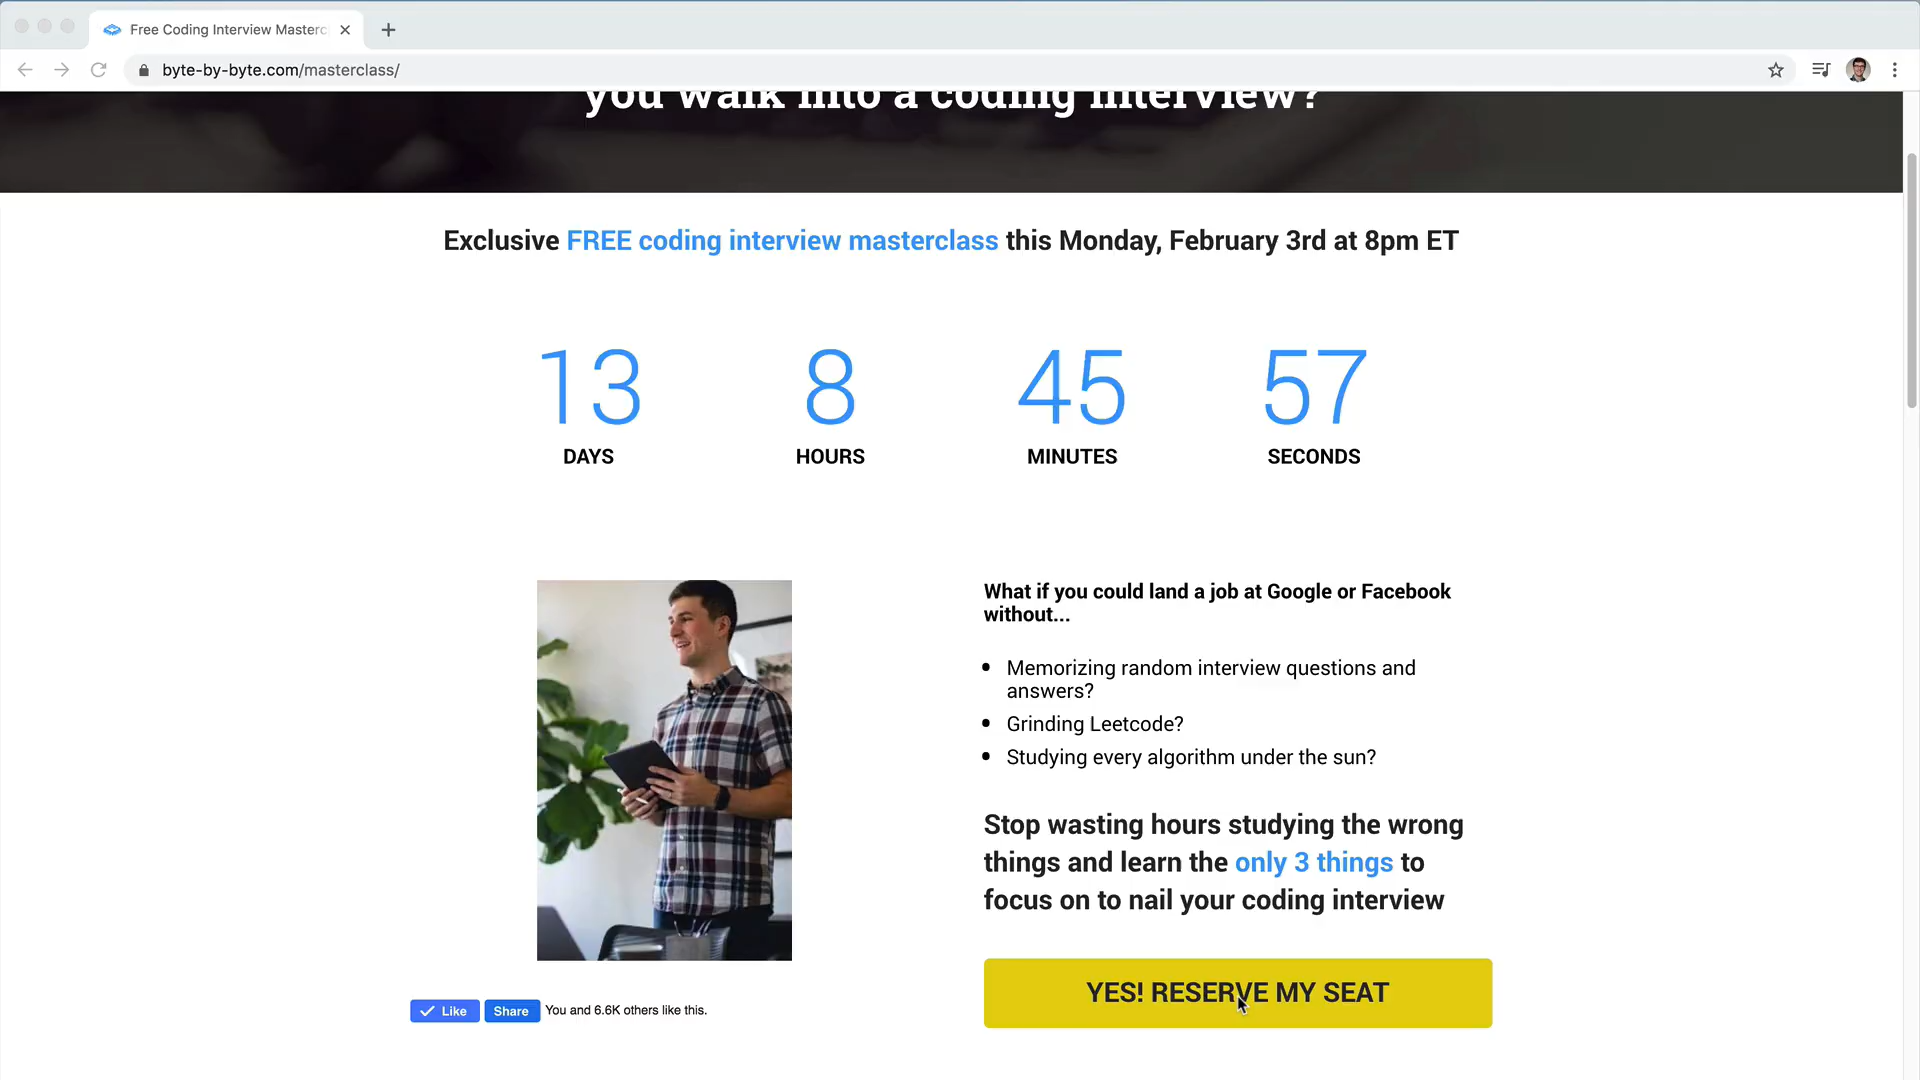 Free Coding Interview Masterc
byte-by-byte.com/masterclass/
you walk into a coding interview?
Exclusive FREE coding interview masterclass this Monday, February 3rd at 8pm ET
13 8 45 57
DAYS HOURS MINUTES SECONDS
What if you could land a job at Google or Facebook
without...
• Memorizing random interview questions and
answers?
• Grinding Leetcode?
• Studying every algorithm under the sun?
Stop wasting hours studying the wrong
things and learn the only 3 things to
focus on to nail your coding interview
YES! RESERVE MY SEAT
Like Share You and 6.6K others like this.